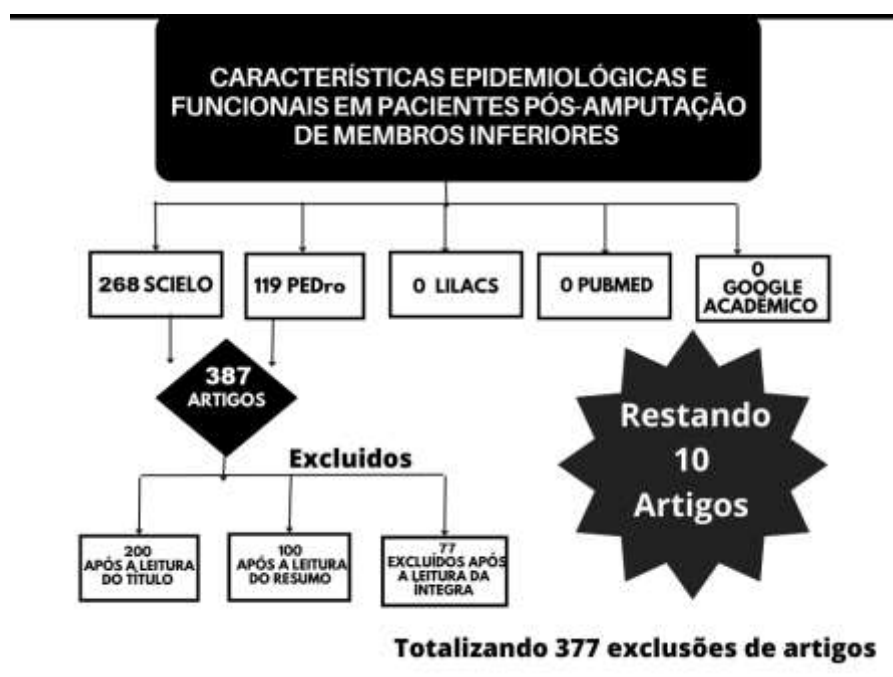 CARACTERÍSTICAS EPIDEMIOLÓGICAS E
FUNCIONAIS EM PACIENTES PÓS-AMPUTAÇÃO
DE MEMBROS INFERIORES
268 SCIELO
119 PEDro
0 LILACS
0 PUBMED
0
GOOGLE
ACADÊMICO
387
ARTIGOS
Restando
10
Artigos
Excluidos
200
APÓS A LEITURA
DO TÍTULO
100
APÓS A LEITURA
DO RESUMO
77
EXCLUÍDOS APÓS
A LEITURA DA
ÍNTEGRA
Totalizando 377 exclusões de artigos